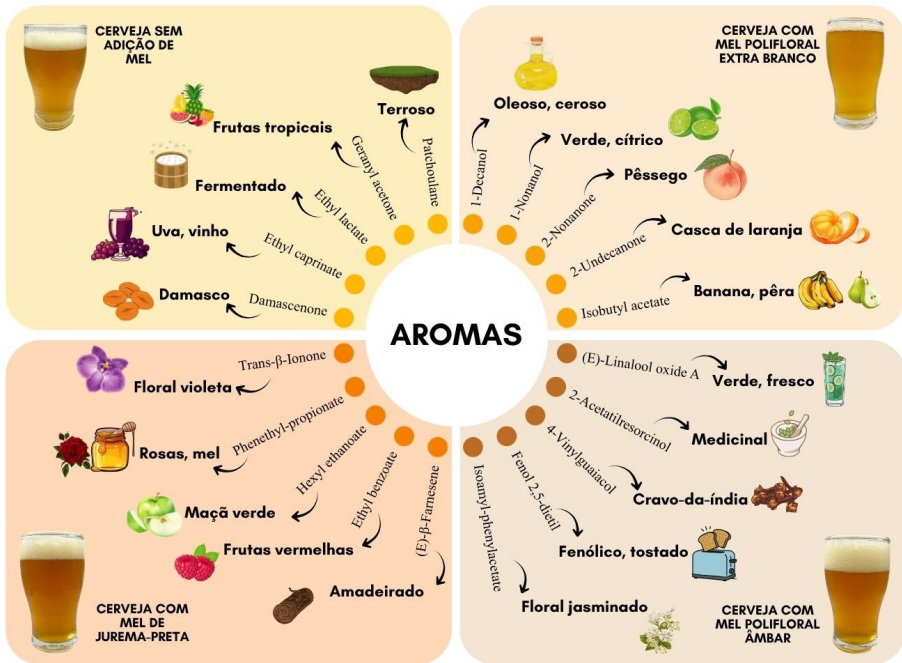 CERVEJA SEM
ADIÇÃO DE
MEL
Terroso
Patchoulane
Frutas tropicais
Geranyl acetone
Fermentado
Ethyl lactate
Uva, vinho
Ethyl caprinate
Damasco
Damascenone
CERVEJA COM
MEL POLIFLORAL
EXTRA BRANCO
Oleoso, ceroso
1-Decanol
Verde, cítrico
1-Nonanol
Pêssego
2-Nonanone
Casca de laranja
2-Undecanone
Banana, pêra
Isobutyl acetate
AROMAS
Trans-β-Ionone
Floral violeta
Phenethyl-propionate
Rosas, mel
Hexyl ethanoate
Maçã verde
Ethyl benzoate
Frutas vermelhas
(E)-β-Farnesene
Amadeirado
CERVEJA COM
MEL DE
JUREMA-PRETA
(E)-Linalool oxide A
Verde, fresco
2-Acetatilresorcinol
Medicinal
4-Vinylguaiacol
Cravo-da-índia
Fenol 2,5-dietil
Fenólico, tostado
Isoamyl-phenylacetate
Floral jasminado
CERVEJA COM
MEL POLIFLORAL
ÂMBAR